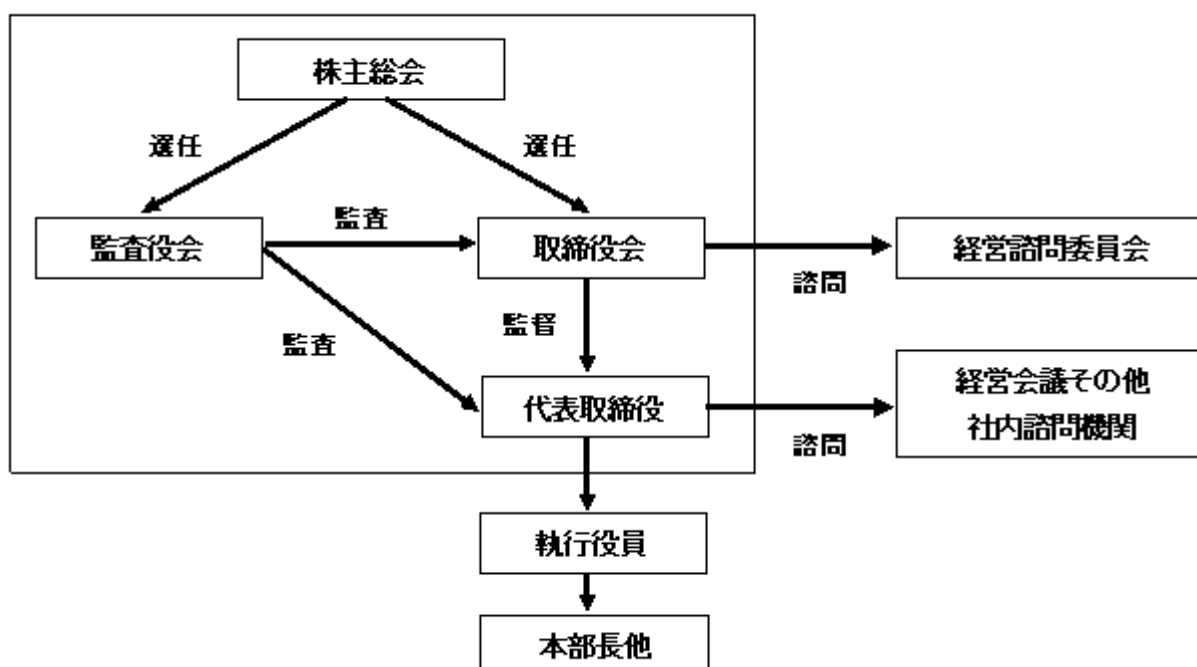 株主総会
選任
選任
監査
監査役会
取締役会
経営諮問委員会
諮問
監督
監査
代表取締役
経営会議その他
社内諮問機関
諮問
執行役員
本部長他